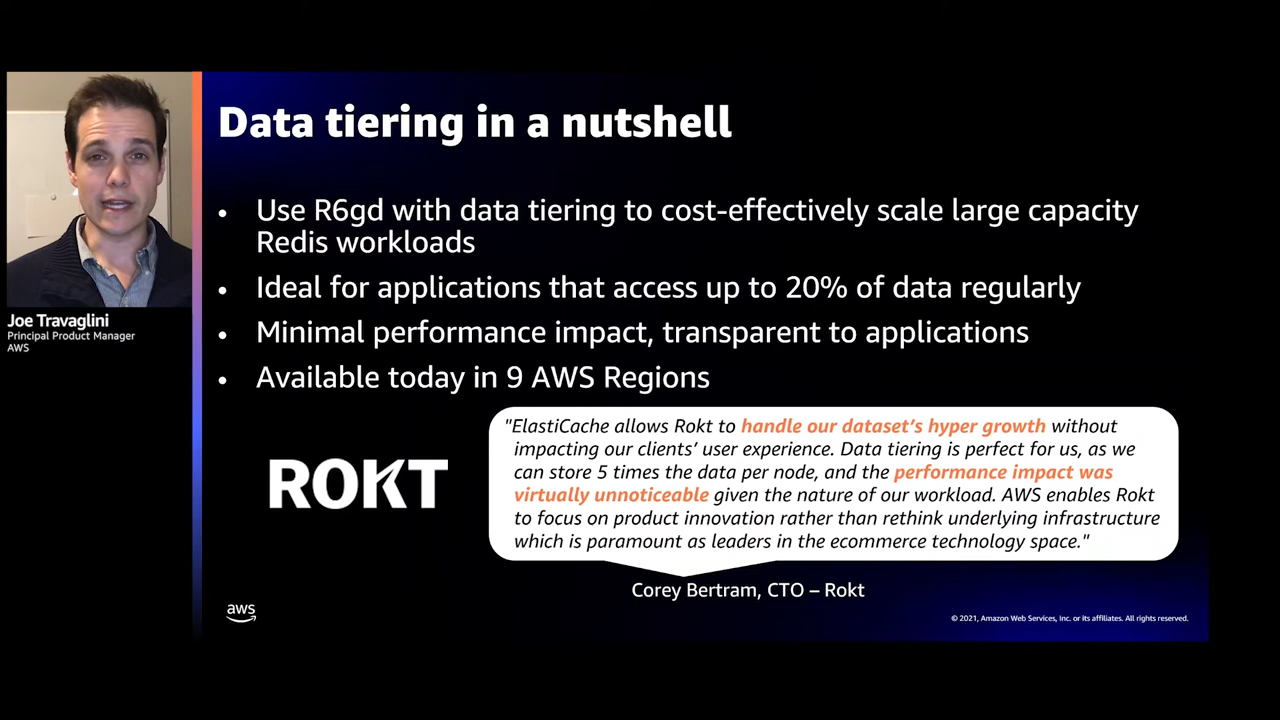 Data tiering in a nutshell
• Use R6gd with data tiering to cost-effectively scale large capacity
Redis workloads
• Ideal for applications that access up to 20% of data regularly
• Minimal performance impact, transparent to applications
• Available today in 9 AWS Regions
Joe Travaglini
Principal Product Manager
AWS
ROKT
"ElastiCache allows Rokt to handle our dataset’s hyper growth without
impacting our clients’ user experience. Data tiering is perfect for us, as we
can store 5 times the data per node, and the performance impact was
virtually unnoticeable given the nature of our workload. AWS enables Rokt
to focus on product innovation rather than rethink underlying infrastructure
which is paramount as leaders in the ecommerce technology space."
Corey Bertram, CTO – Rokt
aws
© 2021, Amazon Web Services, Inc. or its affiliates. All rights reserved.